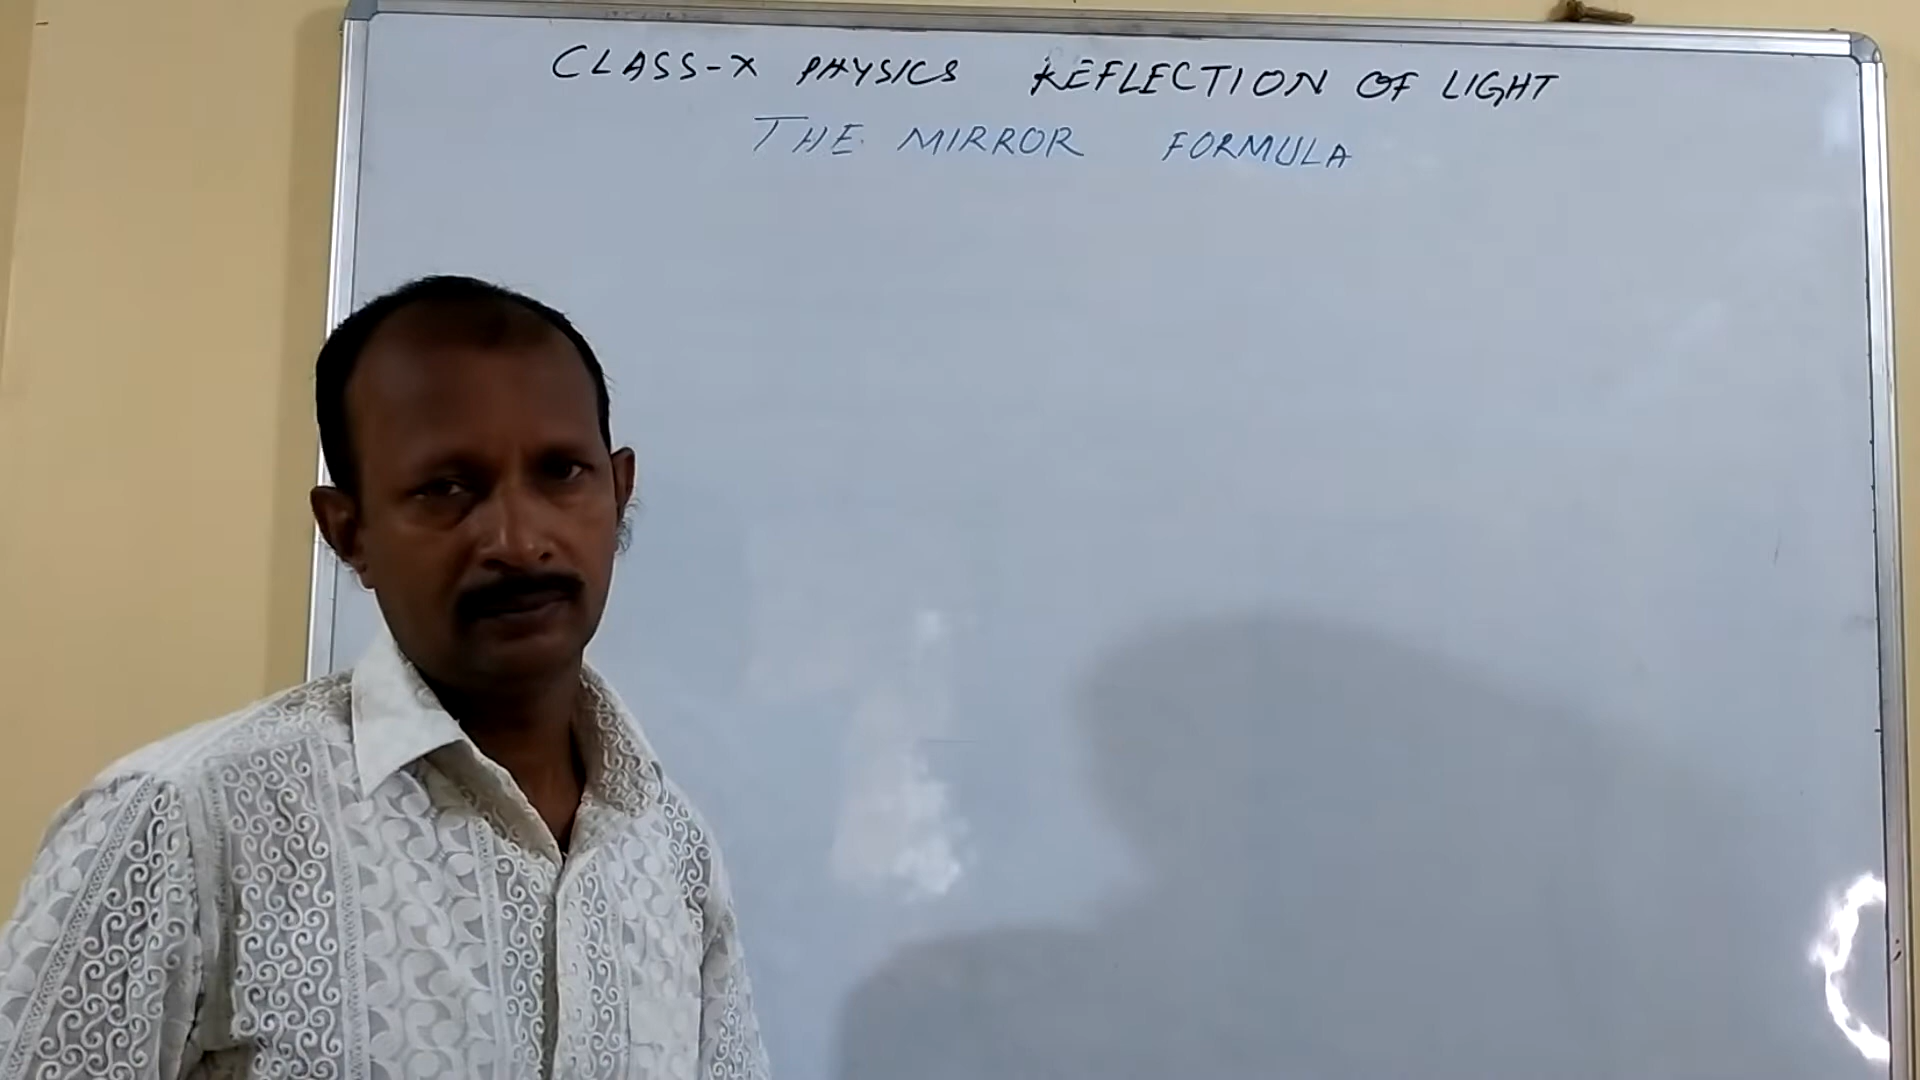 CLASS-X PHYSICS REFLECTION OF LIGHT
THE MIRROR FORMULA